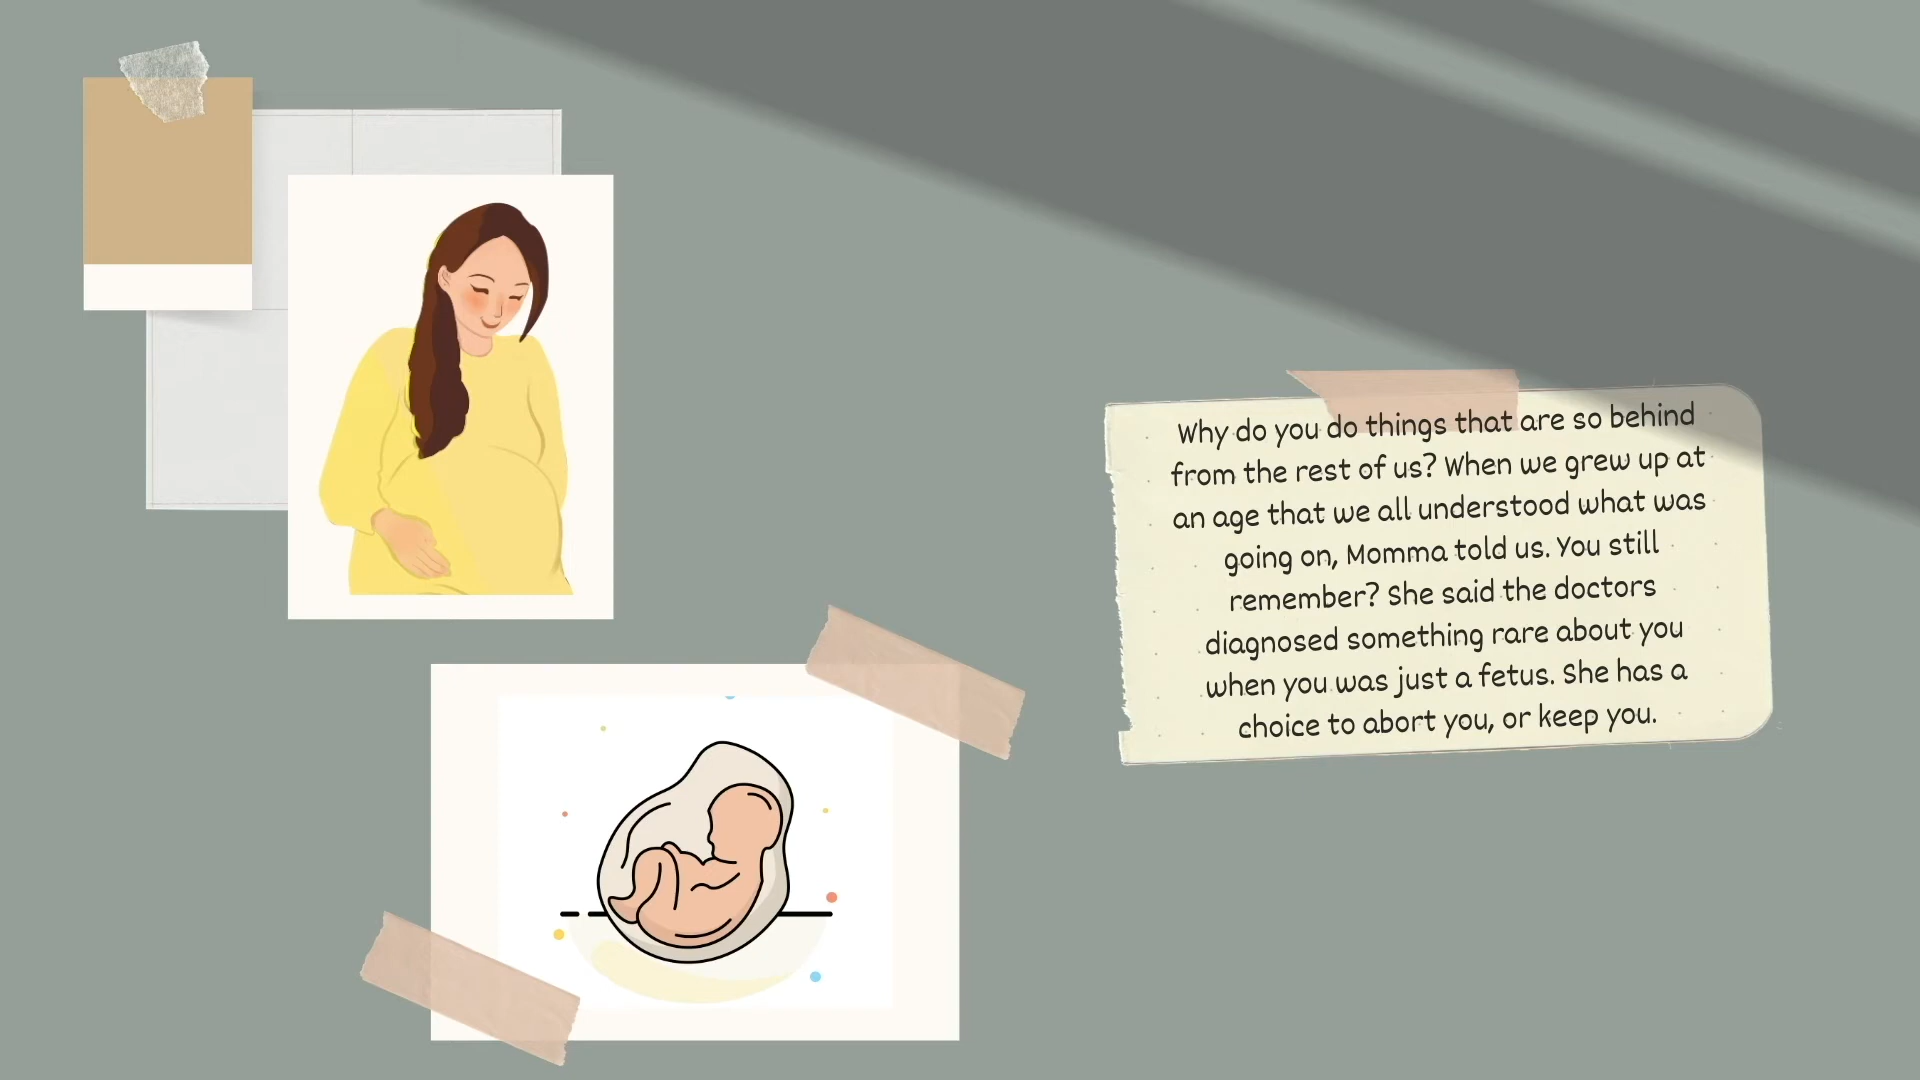 Why do you do things that are so behind
from the rest of us? When we grew up at
an age that we all understood what was
going on, Momma told us. You still
remember? She said the doctors
diagnosed something rare about you
when you was just a fetus. She has a
choice to abort you, or keep you.